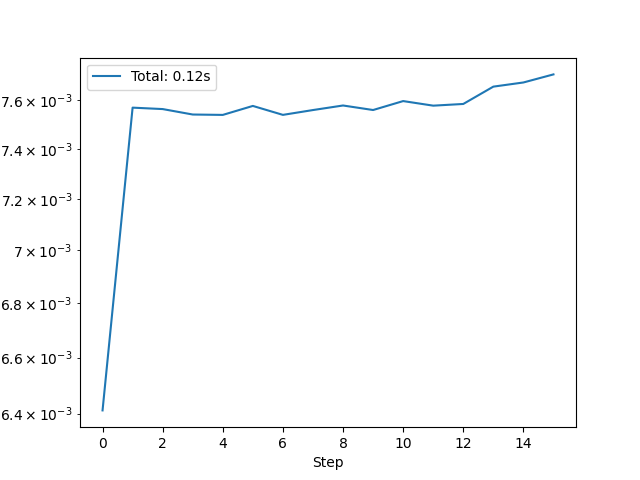 Total: 0.12s
7.6 × 10⁻³
7.4 × 10⁻³
7.2 × 10⁻³
7 × 10⁻³
6.8 × 10⁻³
6.6 × 10⁻³
6.4 × 10⁻³
0 2 4 6 8 10 12 14
Step